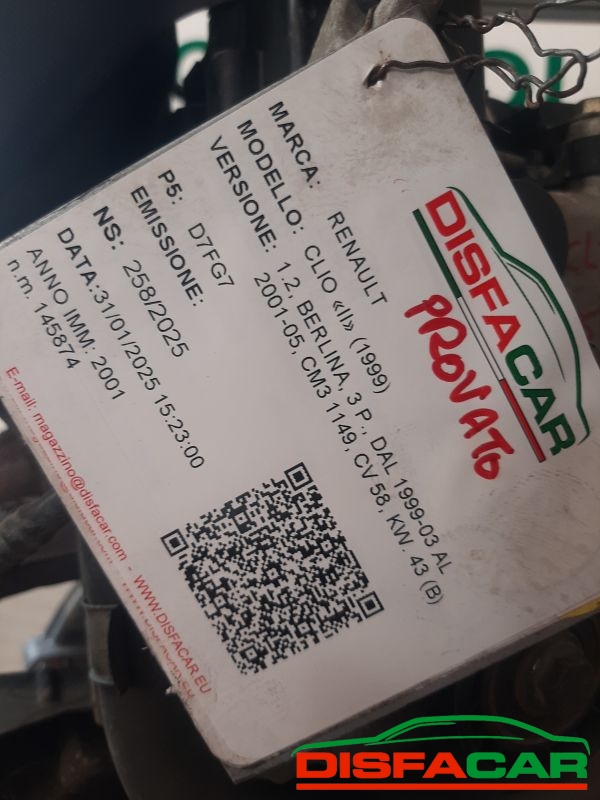 DISFACAR
PROVATO
MARCA: RENAULT
MODELLO: CLIO «II» (1999)
VERSIONE: 1.2, BERLINA, 3 P., DAL 1999-03 AL
2001-05, CM3 1149, CV 58, KW. 43 (B)
P5: D7FG7
EMISSIONE:
NS: 258/2025
DATA:31/01/2025 15:23:00
ANNO IMM: 2001
n.m. 145874
E-mail: magazzino@disfacar.com - WWW.DISFACAR.EU
DISFACAR